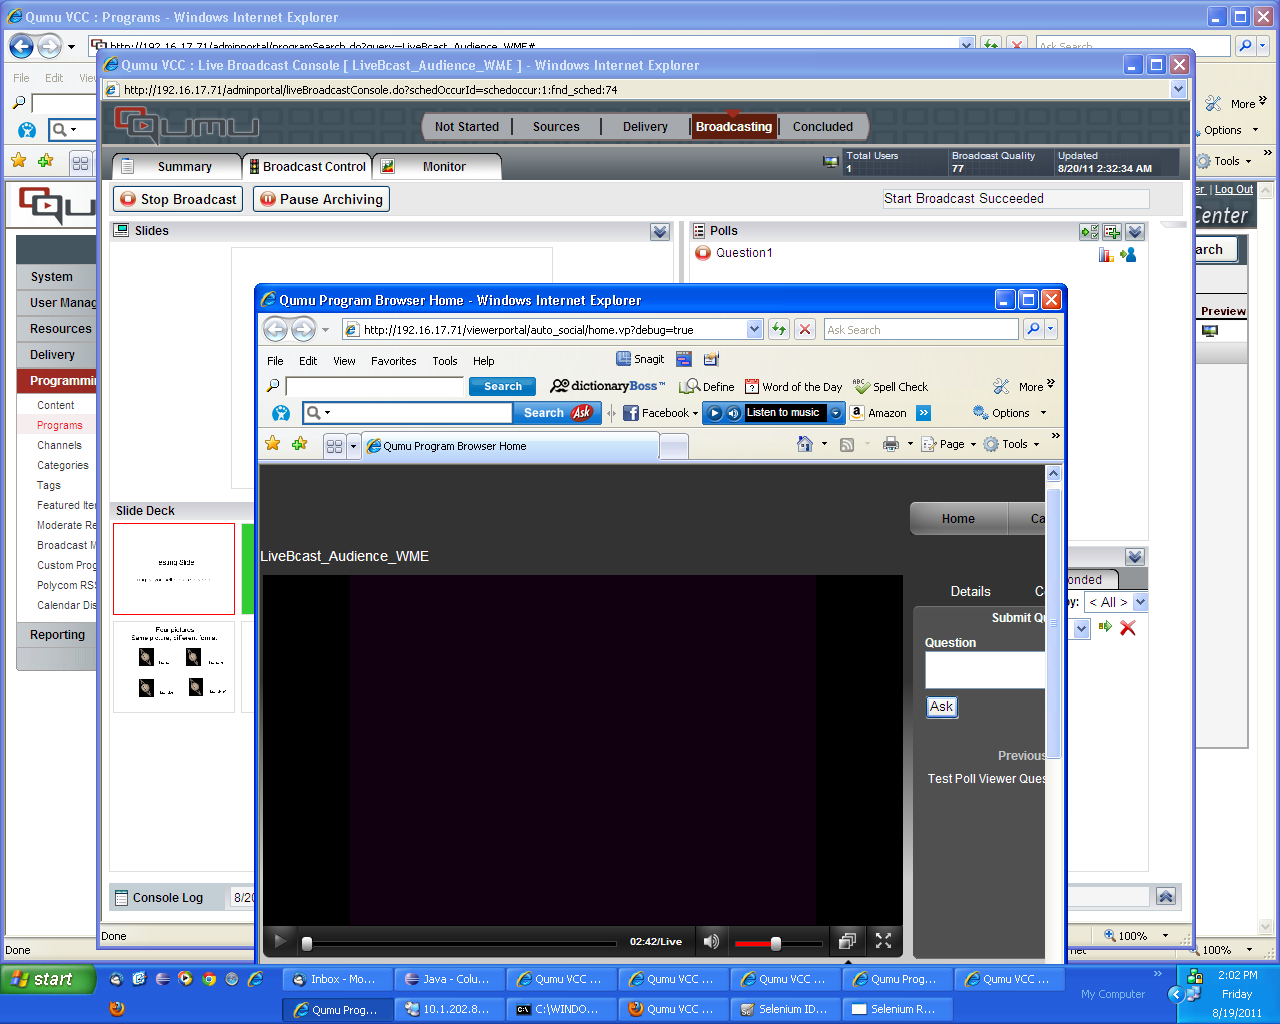 Qumu VCC : Programs - Windows Internet Explorer
http://192.16.17.71/adminportal/programSearch.do?query=LiveBcast_Audience_WME#
Ask Search
File Edit
More »
Options
Tools »
Log Out
Center
Search
Preview
System
User Manag
Resources
Delivery
Programmin
Content
Programs
Channels
Categories
Tags
Featured Ite
Moderate Re
Broadcast M
Custom Prog
Polycom RSS
Calendar Dis
Reporting
Done
100%
Qumu VCC : Live Broadcast Console [ LiveBcast_Audience_WME ] - Windows Internet Explorer
http://192.16.17.71/adminportal/liveBroadcastConsole.do?schedOccurId=schedoccur:1:fnd_sched:74
Qumu
Not Started Sources Delivery Broadcasting Concluded
Summary Broadcast Control Monitor
Total Users
1
Broadcast Quality
77
Updated
8/20/11 2:32:34 AM
Stop Broadcast Pause Archiving
Start Broadcast Succeeded
Slides
Polls
Question1
Slide Deck
Four pictures
Same picture, different format
onded
by: < All >
Console Log 8/20
Done
100%
Qumu Program Browser Home - Windows Internet Explorer
http://192.16.17.71/viewerportal/auto_social/home.vp?debug=true
Ask Search
File Edit View Favorites Tools Help Snagit
Search dictionaryBoss™ Define Word of the Day Spell Check More »
Search Ask Facebook Listen to music Amazon » Options
Qumu Program Browser Home
Page Tools »
Home Ca
LiveBcast_Audience_WME
Details C
Submit Qu
Question
Ask
Previous
Test Poll Viewer Ques
02:42/Live
start
Inbox - Mo...
Java - Colu...
Qumu VCC ...
Qumu VCC ...
Qumu VCC ...
Qumu Prog...
Qumu VCC ...
Qumu Prog...
10.1.202.8...
C:\WINDO...
Qumu VCC ...
Selenium ID...
Selenium R...
»
My Computer
2:02 PM
Friday
8/19/2011